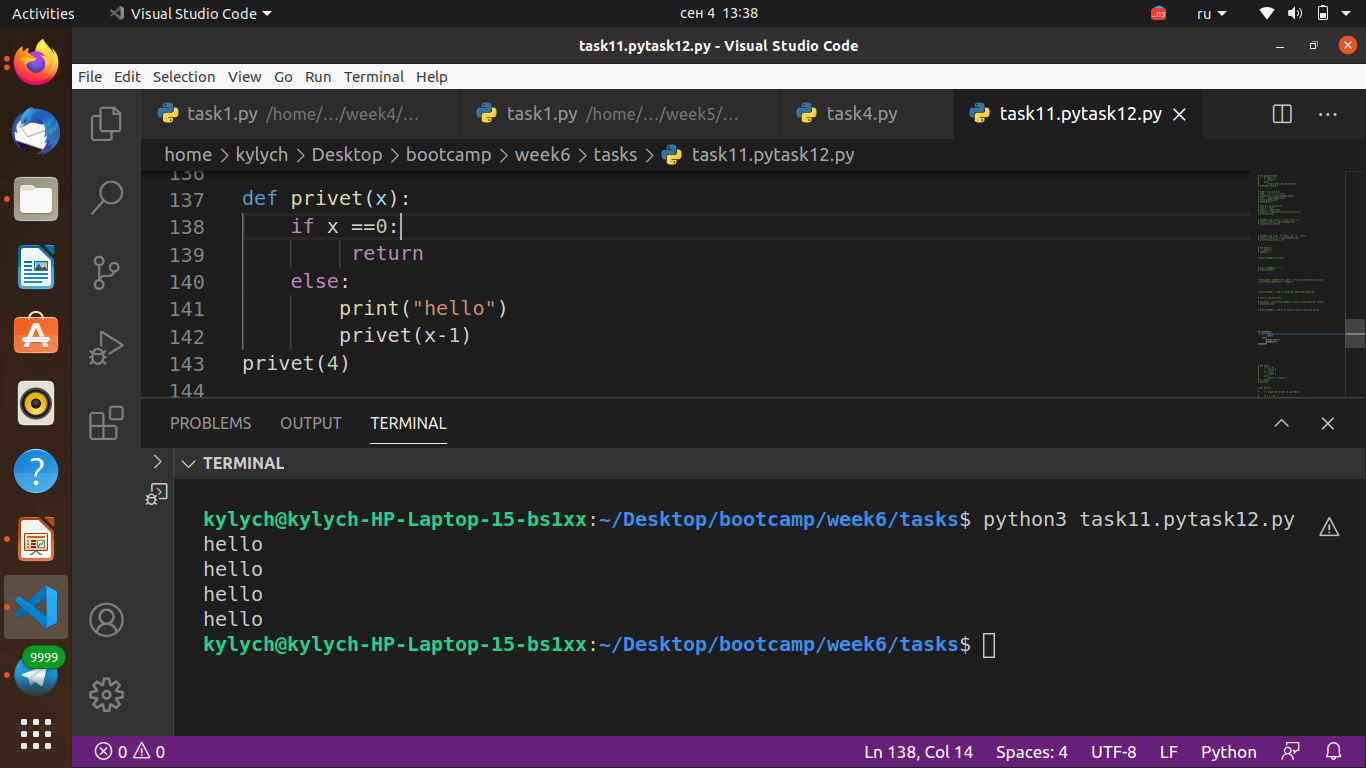 Activities Visual Studio Code сен 4 13:38 ru
.03
task11.pytask12.py - Visual Studio Code
File Edit Selection View Go Run Terminal Help
task1.py /home/…/week4/… task1.py /home/…/week5/… task4.py task11.pytask12.py
home > kylych > Desktop > bootcamp > week6 > tasks > task11.pytask12.py
136
137 def privet(x):
138 if x ==0:
139 return
140 else:
141 print("hello")
142 privet(x-1)
143 privet(4)
144
PROBLEMS OUTPUT TERMINAL
TERMINAL
kylych@kylych-HP-Laptop-15-bs1xx:~/Desktop/bootcamp/week6/tasks$ python3 task11.pytask12.py
hello
hello
hello
hello
kylych@kylych-HP-Laptop-15-bs1xx:~/Desktop/bootcamp/week6/tasks$
9999
0 0 Ln 138, Col 14 Spaces: 4 UTF-8 LF Python